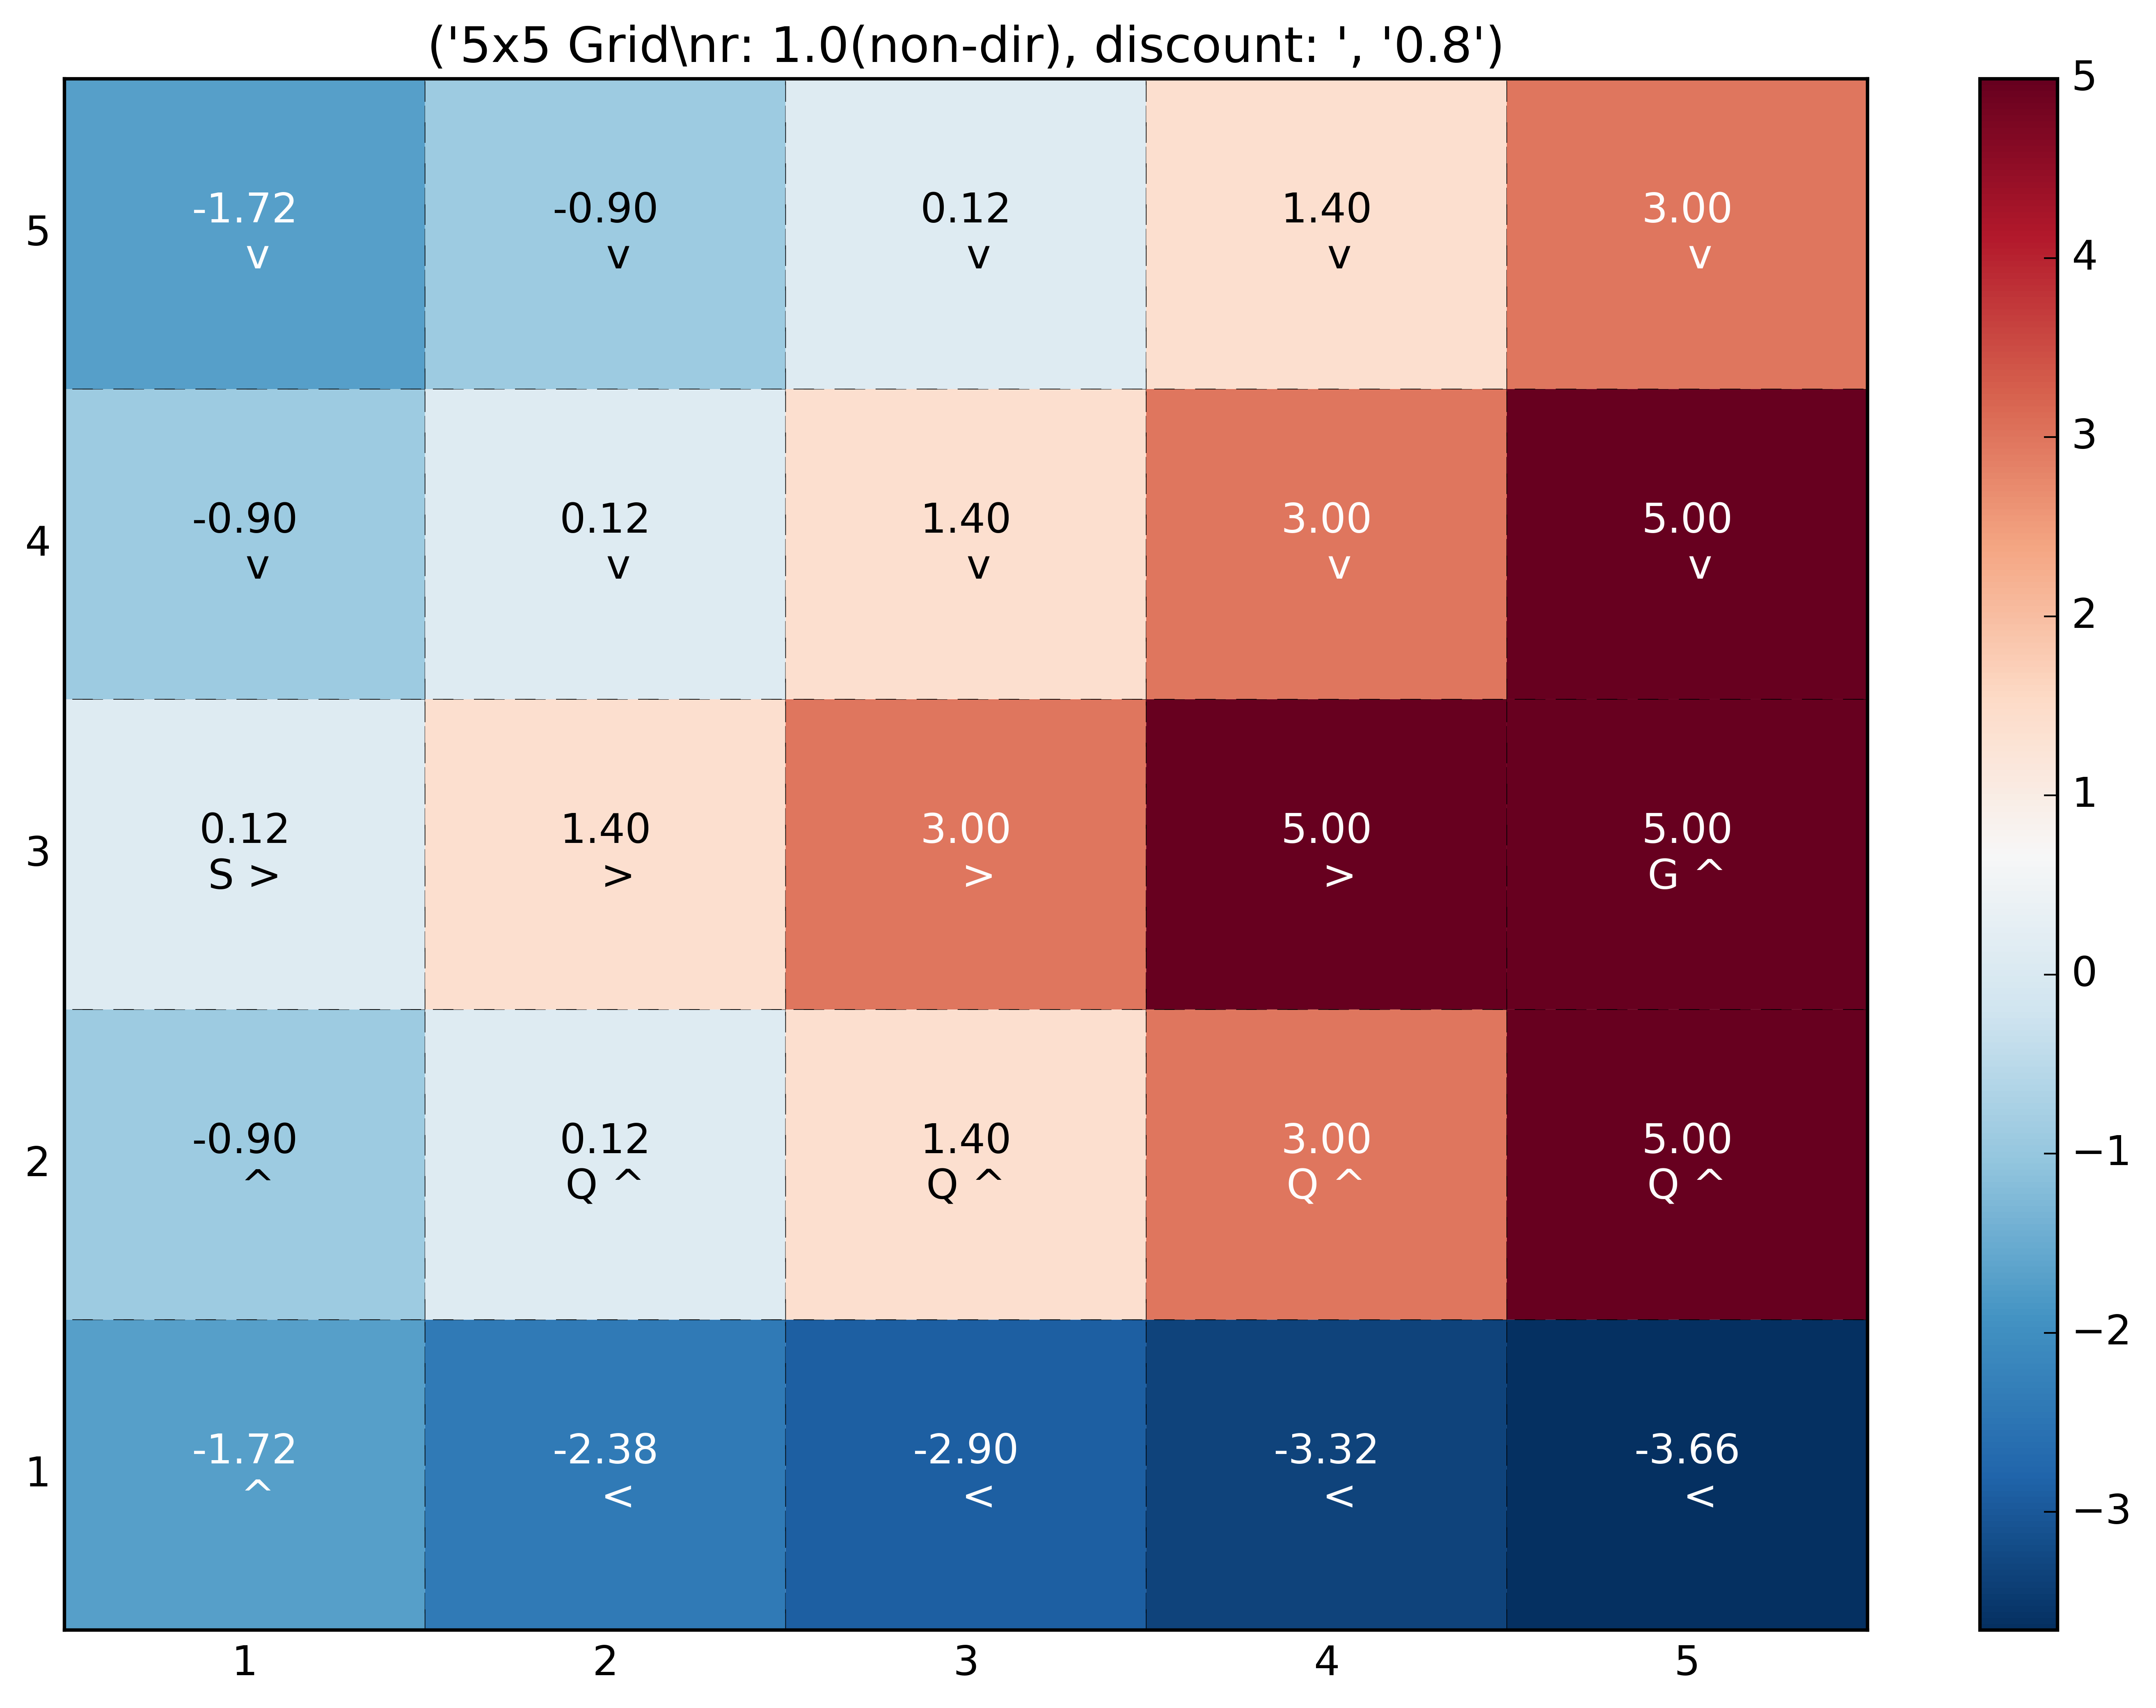 ('5x5 Grid\nr: 1.0(non-dir), discount: ', '0.8')
5
-1.72 -0.90 0.12 1.40 3.00
v v v v v
4
-0.90 0.12 1.40 3.00 5.00
v v v v v
3
0.12 1.40 3.00 5.00 5.00
S > > > > G ^
2
-0.90 0.12 1.40 3.00 5.00
^ Q ^ Q ^ Q ^ Q ^
1
-1.72 -2.38 -2.90 -3.32 -3.66
^ < < < <
1 2 3 4 5
5
4
3
2
1
0
−1
−2
−3